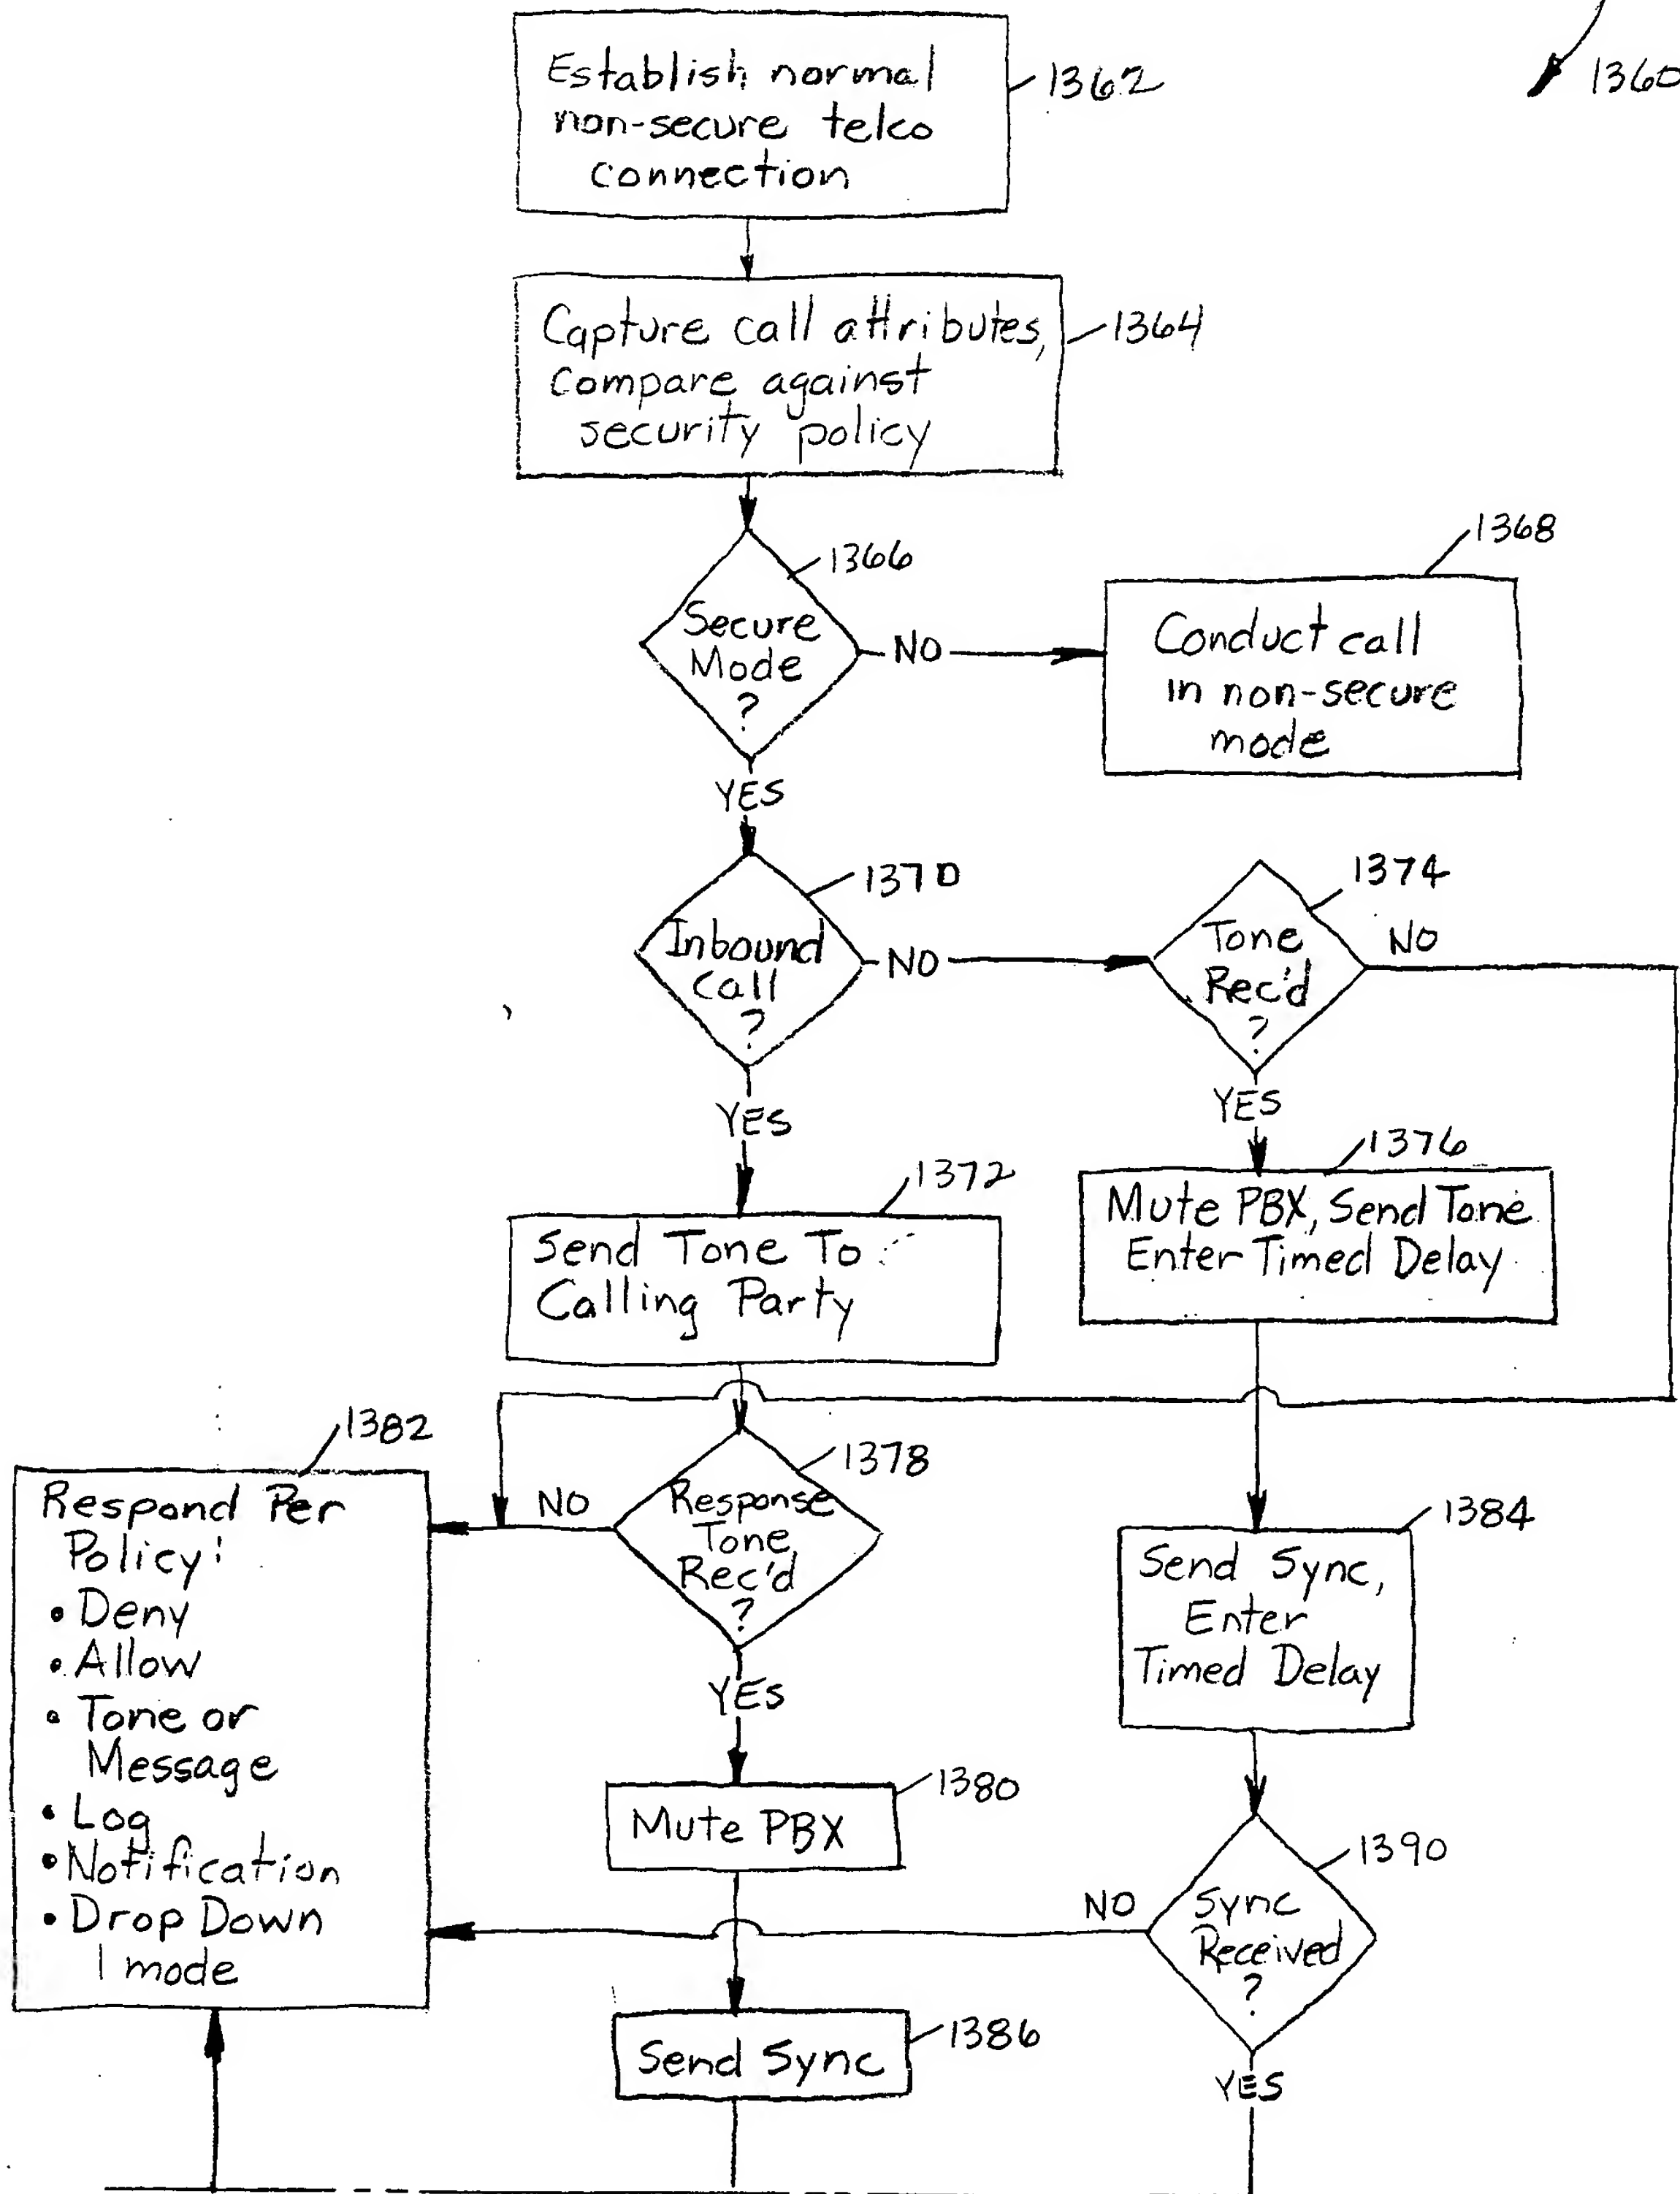 1360
Establish normal
non-secure telco
connection
1362
Capture call attributes,
compare against
security policy
1364
1366
Secure
Mode
?
NO
YES
1368
Conduct call
in non-secure
mode
1370
Inbound
Call
?
NO
YES
1374
Tone
Rec'd
?
NO
YES
1372
Send Tone To
Calling Party
1376
Mute PBX, Send Tone
Enter Timed Delay
1382
Respond Per
Policy:
• Deny
• Allow
• Tone or
Message
• Log
• Notification
• Drop Down
1 mode
1378
Response
Tone
Rec'd
?
NO
YES
1384
Send Sync,
Enter
Timed Delay
1380
Mute PBX
1390
Sync
Received
?
NO
YES
1386
Send Sync